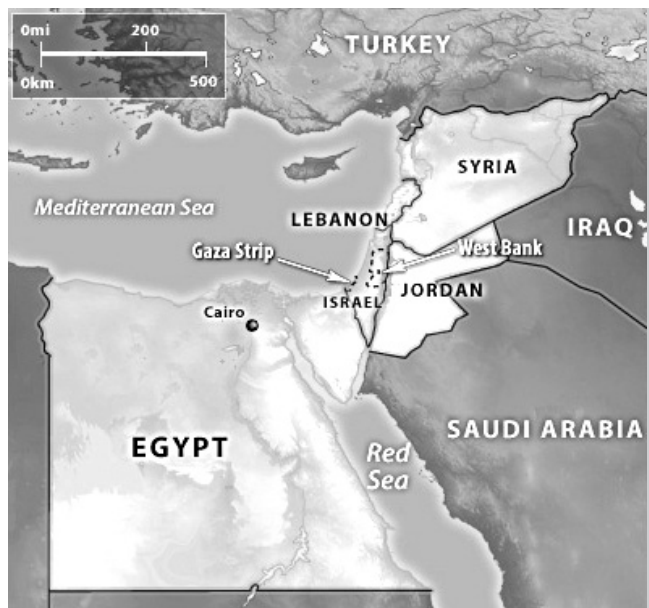 0mi 200
0km 500
TURKEY
SYRIA
Mediterranean Sea
LEBANON
IRAQ
Gaza Strip
West Bank
ISRAEL
JORDAN
Cairo
EGYPT
SAUDI ARABIA
Red
Sea